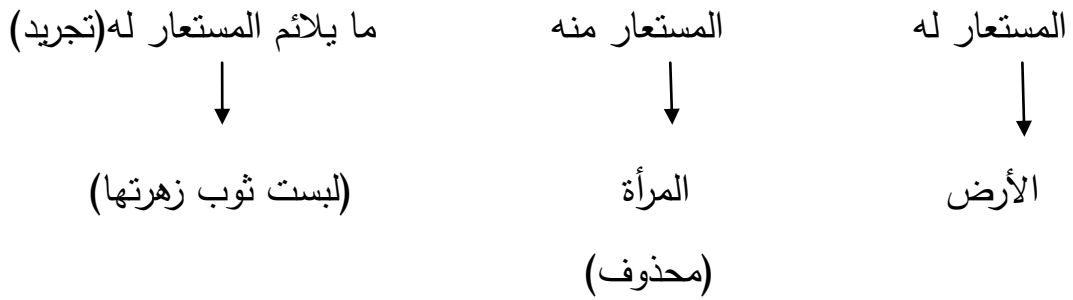 المستعار له المستعار منه ما يلائم المستعار له(تجريد)
الأرض المرأة (لبست ثوب زهرتها)
(محذوف)